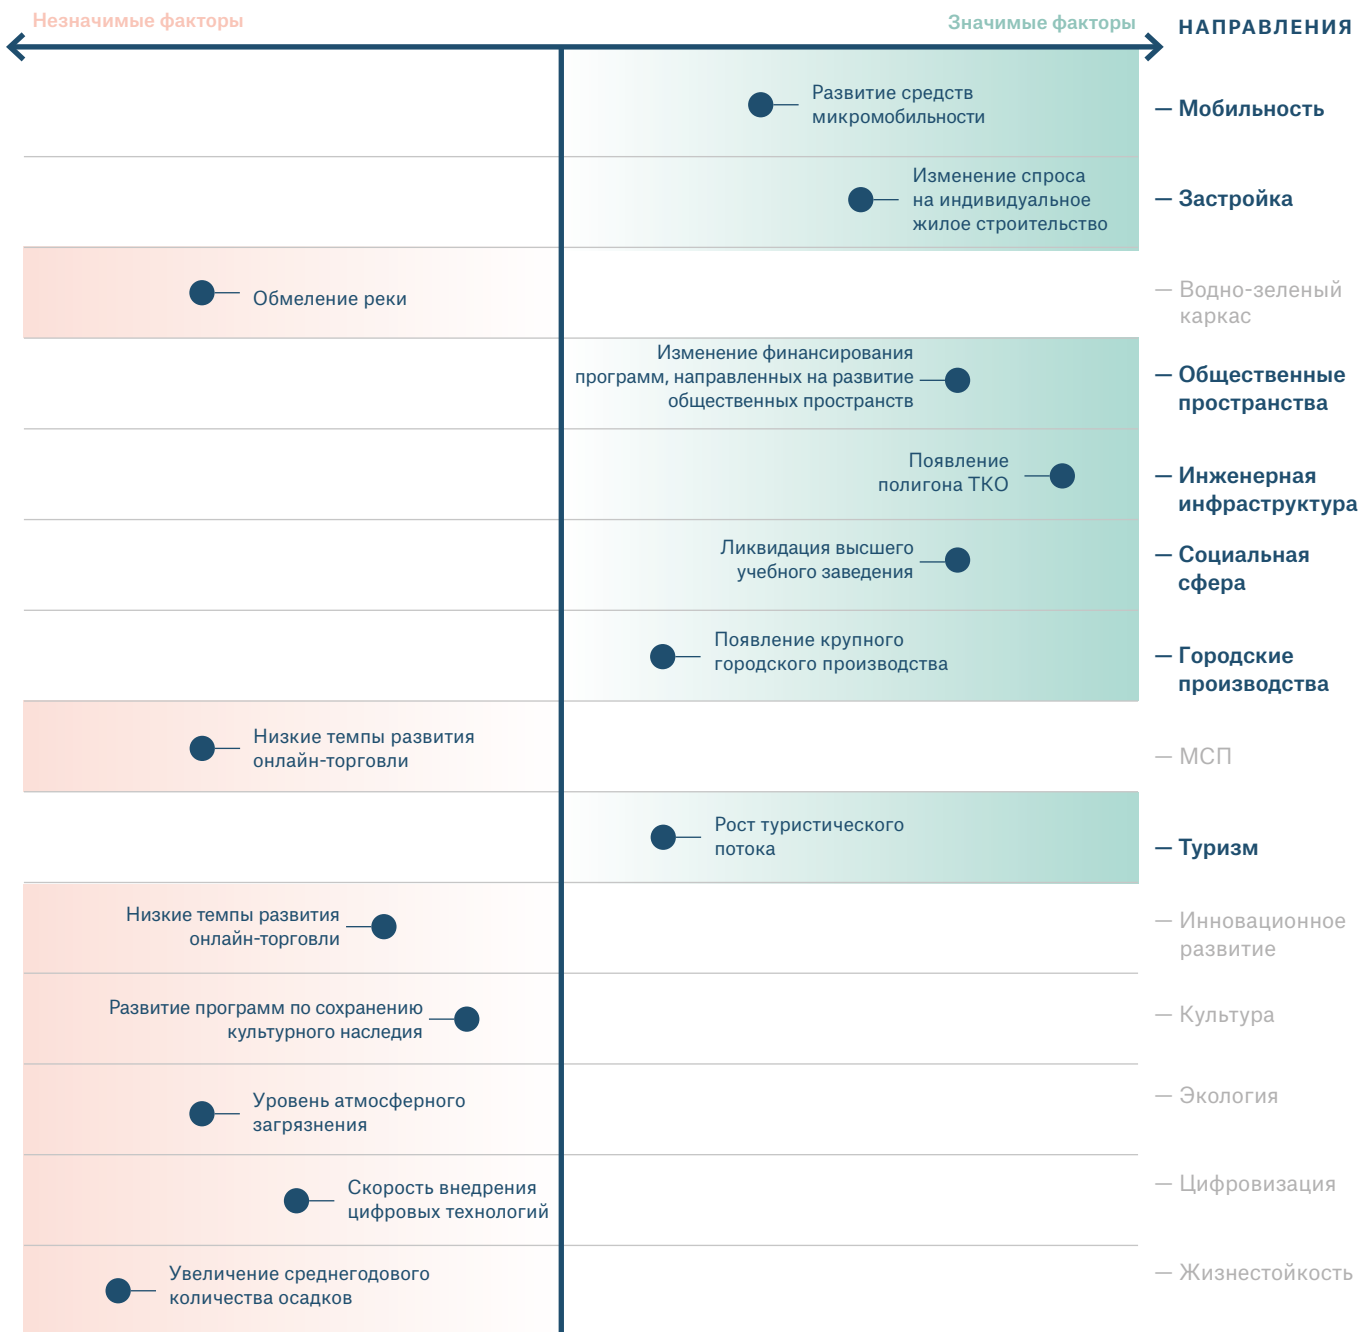 Незначимые факторы
Значимые факторы
НАПРАВЛЕНИЯ
Развитие средств
микромобильности
— Мобильность
Изменение спроса
на индивидуальное
жилое строительство
— Застройка
Обмеление реки
— Водно-зеленый
каркас
Изменение финансирования
программ, направленных на развитие
общественных пространств
— Общественные
пространства
Появление
полигона ТКО
— Инженерная
инфраструктура
Ликвидация высшего
учебного заведения
— Социальная
сфера
Появление крупного
городского производства
— Городские
производства
Низкие темпы развития
онлайн-торговли
— МСП
Рост туристического
потока
— Туризм
Низкие темпы развития
онлайн-торговли
— Инновационное
развитие
Развитие программ по сохранению
культурного наследия
— Культура
Уровень атмосферного
загрязнения
— Экология
Скорость внедрения
цифровых технологий
— Цифровизация
Увеличение среднегодового
количества осадков
— Жизнестойкость